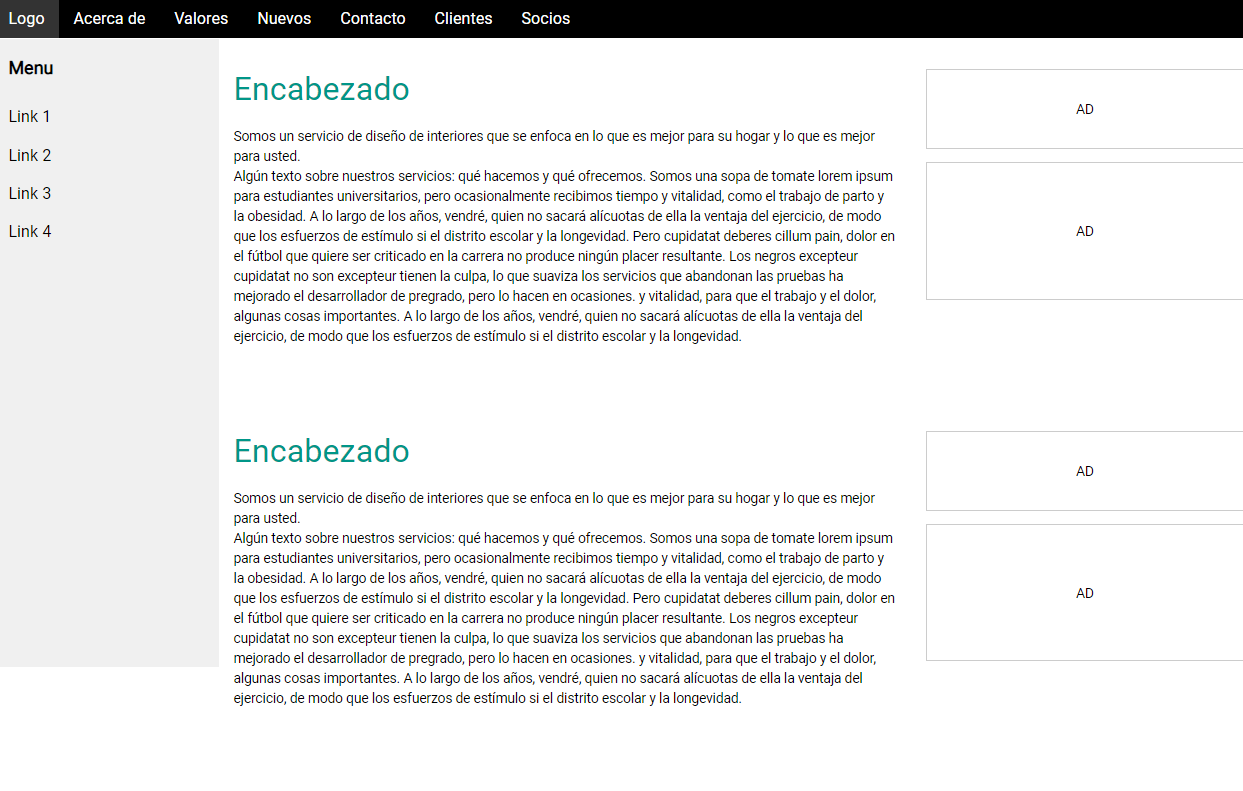 Logo Acerca de Valores Nuevos Contacto Clientes Socios
Menu
Link 1
Link 2
Link 3
Link 4
Encabezado
Somos un servicio de diseño de interiores que se enfoca en lo que es mejor para su hogar y lo que es mejor
para usted.
Algún texto sobre nuestros servicios: qué hacemos y qué ofrecemos. Somos una sopa de tomate lorem ipsum
para estudiantes universitarios, pero ocasionalmente recibimos tiempo y vitalidad, como el trabajo de parto y
la obesidad. A lo largo de los años, vendré, quien no sacará alícuotas de ella la ventaja del ejercicio, de modo
que los esfuerzos de estímulo si el distrito escolar y la longevidad. Pero cupidatat deberes cillum pain, dolor en
el fútbol que quiere ser criticado en la carrera no produce ningún placer resultante. Los negros excepteur
cupidatat no son excepteur tienen la culpa, lo que suaviza los servicios que abandonan las pruebas ha
mejorado el desarrollador de pregrado, pero lo hacen en ocasiones. y vitalidad, para que el trabajo y el dolor,
algunas cosas importantes. A lo largo de los años, vendré, quien no sacará alícuotas de ella la ventaja del
ejercicio, de modo que los esfuerzos de estímulo si el distrito escolar y la longevidad.
AD
AD
Encabezado
Somos un servicio de diseño de interiores que se enfoca en lo que es mejor para su hogar y lo que es mejor
para usted.
Algún texto sobre nuestros servicios: qué hacemos y qué ofrecemos. Somos una sopa de tomate lorem ipsum
para estudiantes universitarios, pero ocasionalmente recibimos tiempo y vitalidad, como el trabajo de parto y
la obesidad. A lo largo de los años, vendré, quien no sacará alícuotas de ella la ventaja del ejercicio, de modo
que los esfuerzos de estímulo si el distrito escolar y la longevidad. Pero cupidatat deberes cillum pain, dolor en
el fútbol que quiere ser criticado en la carrera no produce ningún placer resultante. Los negros excepteur
cupidatat no son excepteur tienen la culpa, lo que suaviza los servicios que abandonan las pruebas ha
mejorado el desarrollador de pregrado, pero lo hacen en ocasiones. y vitalidad, para que el trabajo y el dolor,
algunas cosas importantes. A lo largo de los años, vendré, quien no sacará alícuotas de ella la ventaja del
ejercicio, de modo que los esfuerzos de estímulo si el distrito escolar y la longevidad.
AD
AD